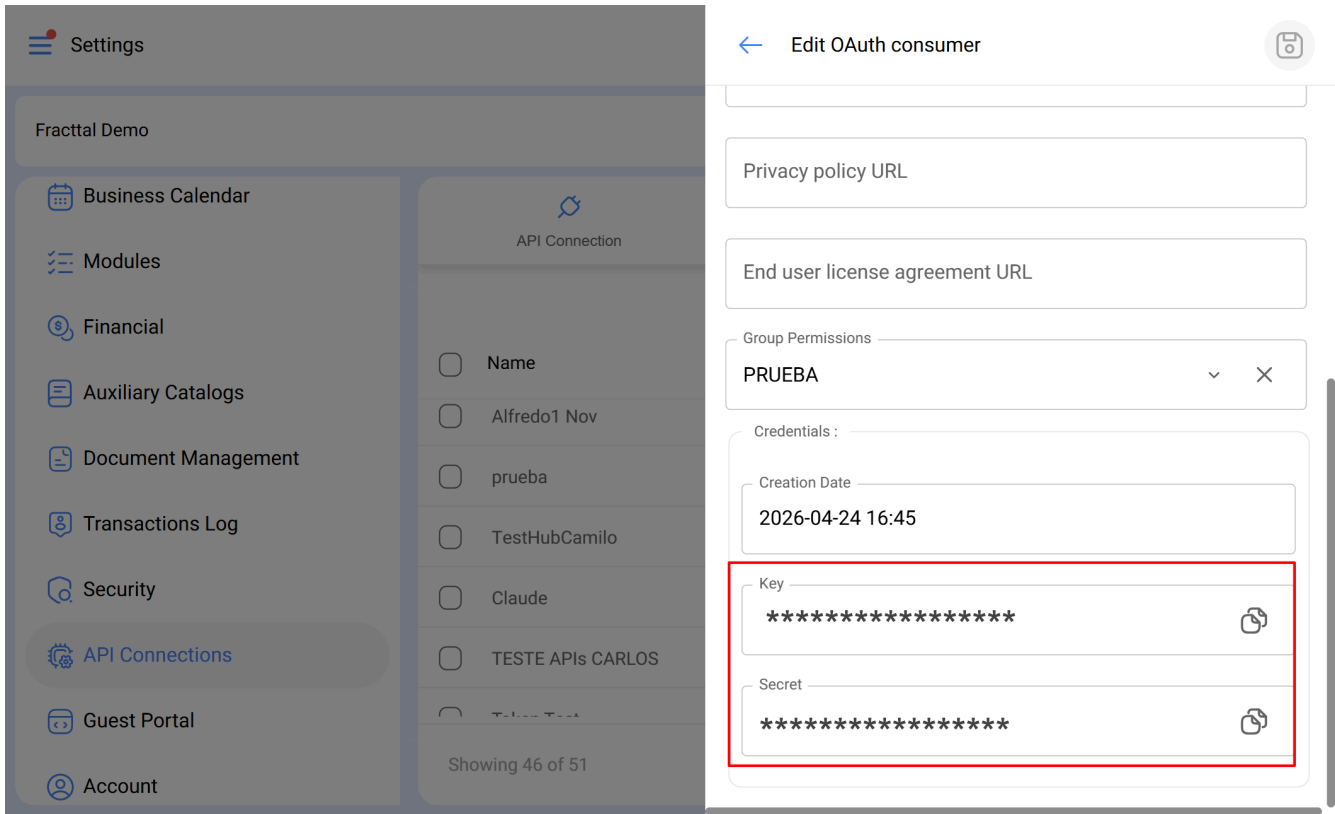 Settings
Fracttal Demo
Business Calendar
Modules
Financial
Auxiliary Catalogs
Document Management
Transactions Log
Security
API Connections
Guest Portal
Account
API Connection
Name
Alfredo1 Nov
prueba
TestHubCamilo
Claude
TESTE APIs CARLOS
Token Test
Showing 46 of 51
Edit OAuth consumer
Privacy policy URL
End user license agreement URL
Group Permissions
PRUEBA
Credentials :
Creation Date
2026-04-24 16:45
Key
*****************
Secret
*****************